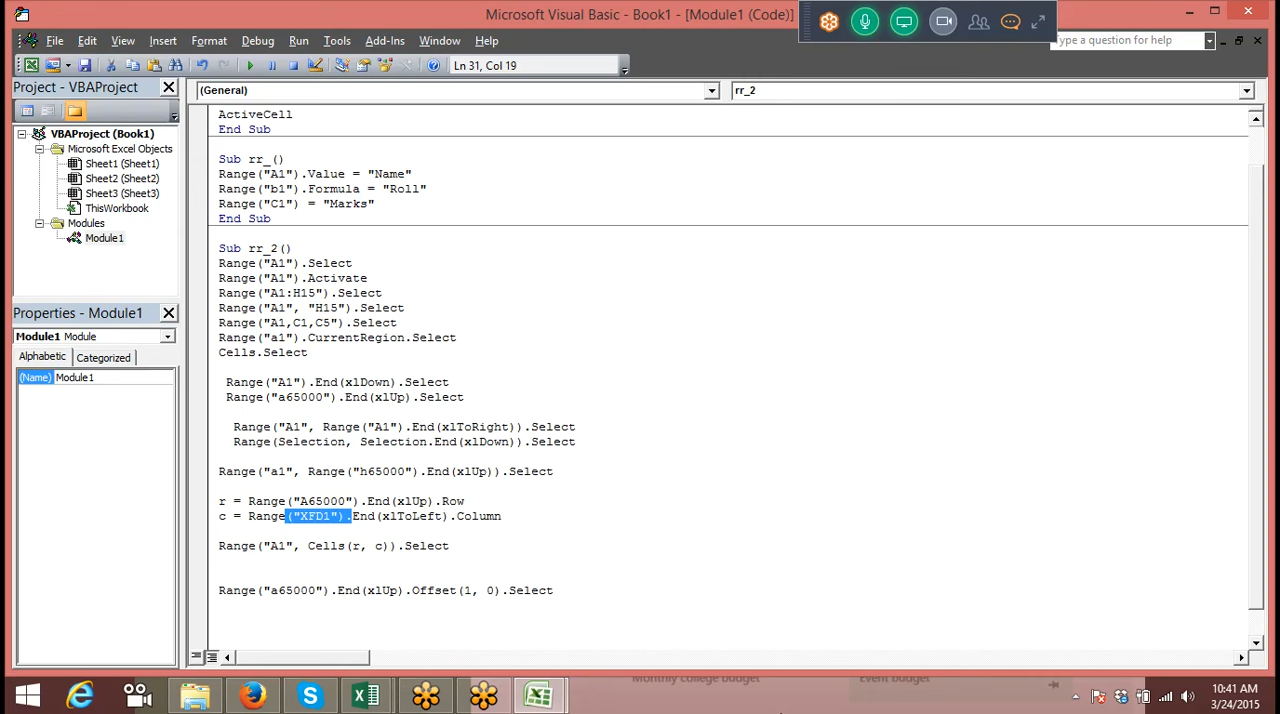 Microsoft Visual Basic - Book1 - [Module1 (Code)]
File Edit View Insert Format Debug Run Tools Add-Ins Window Help
Type a question for help
Ln 31, Col 19
Project - VBAProject
(General)
rr_2
VBAProject (Book1)
Microsoft Excel Objects
Sheet1 (Sheet1)
Sheet2 (Sheet2)
Sheet3 (Sheet3)
ThisWorkbook
Modules
Module1
Properties - Module1
Module1 Module
Alphabetic Categorized
(Name) Module1
ActiveCell
End Sub
Sub rr_()
Range("A1").Value = "Name"
Range("b1").Formula = "Roll"
Range("C1") = "Marks"
End Sub
Sub rr_2()
Range("A1").Select
Range("A1").Activate
Range("A1:H15").Select
Range("A1", "H15").Select
Range("A1,C1,C5").Select
Range("a1").CurrentRegion.Select
Cells.Select
Range("A1").End(xlDown).Select
Range("a65000").End(xlUp).Select
Range("A1", Range("A1").End(xlToRight)).Select
Range(Selection, Selection.End(xlDown)).Select
Range("a1", Range("h65000").End(xlUp)).Select
r = Range("A65000").End(xlUp).Row
c = Range("XFD1").End(xlToLeft).Column
Range("A1", Cells(r, c)).Select
Range("a65000").End(xlUp).Offset(1, 0).Select
Monthly college budget
Event budget
10:41 AM
3/24/2015